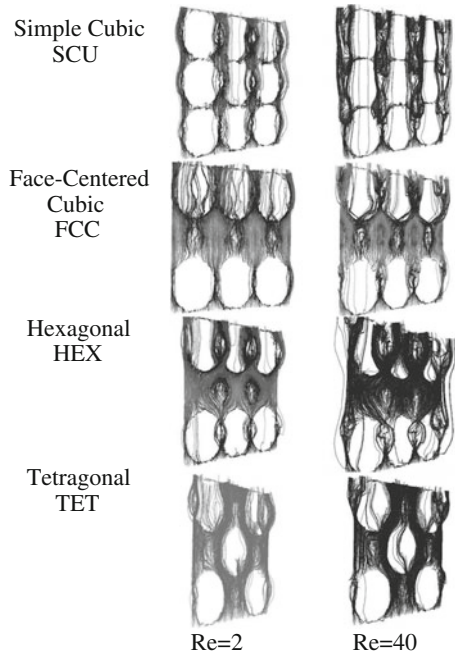 Simple Cubic
SCU
Face-Centered
Cubic
FCC
Hexagonal
HEX
Tetragonal
TET
Re=2
Re=40